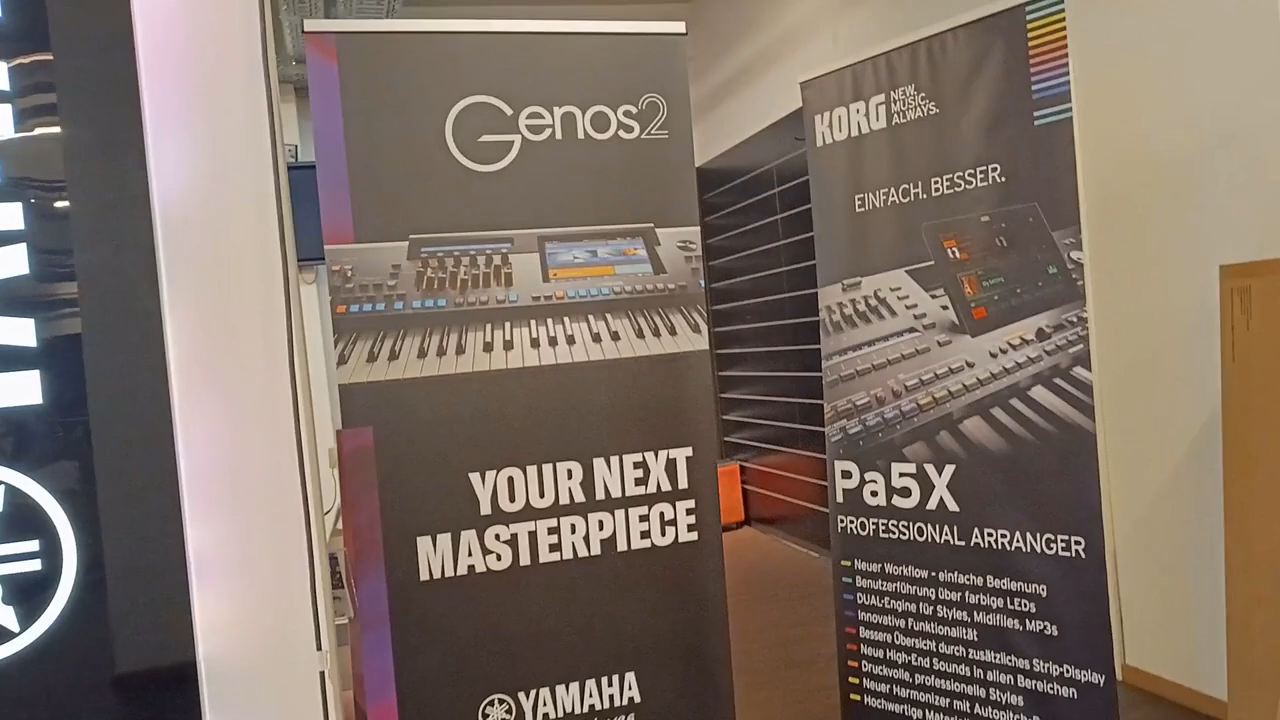 Genos2
YOUR NEXT
MASTERPIECE
YAMAHA
KORG
NEW.
MUSIC.
ALWAYS.
EINFACH. BESSER.
Pa5X
PROFESSIONAL ARRANGER
Neuer Workflow - einfache Bedienung
Benutzerführung über farbige LEDs
DUAL-Engine für Styles, Midifiles, MP3s
Innovative Funktionalität
Bessere Übersicht durch zusätzliches Strip-Display
Neue High-End Sounds in allen Bereichen
Druckvolle, professionelle Styles
Neuer Harmonizer mit Autopitch-
Hochwertige